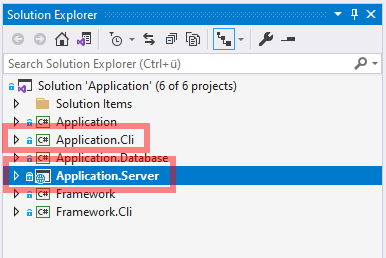 Solution Explorer
Search Solution Explorer (Ctrl+ü)
Solution 'Application' (6 of 6 projects)
Solution Items
C# Application
C# Application.Cli
C# Application.Database
Application.Server
C# Framework
C# Framework.Cli